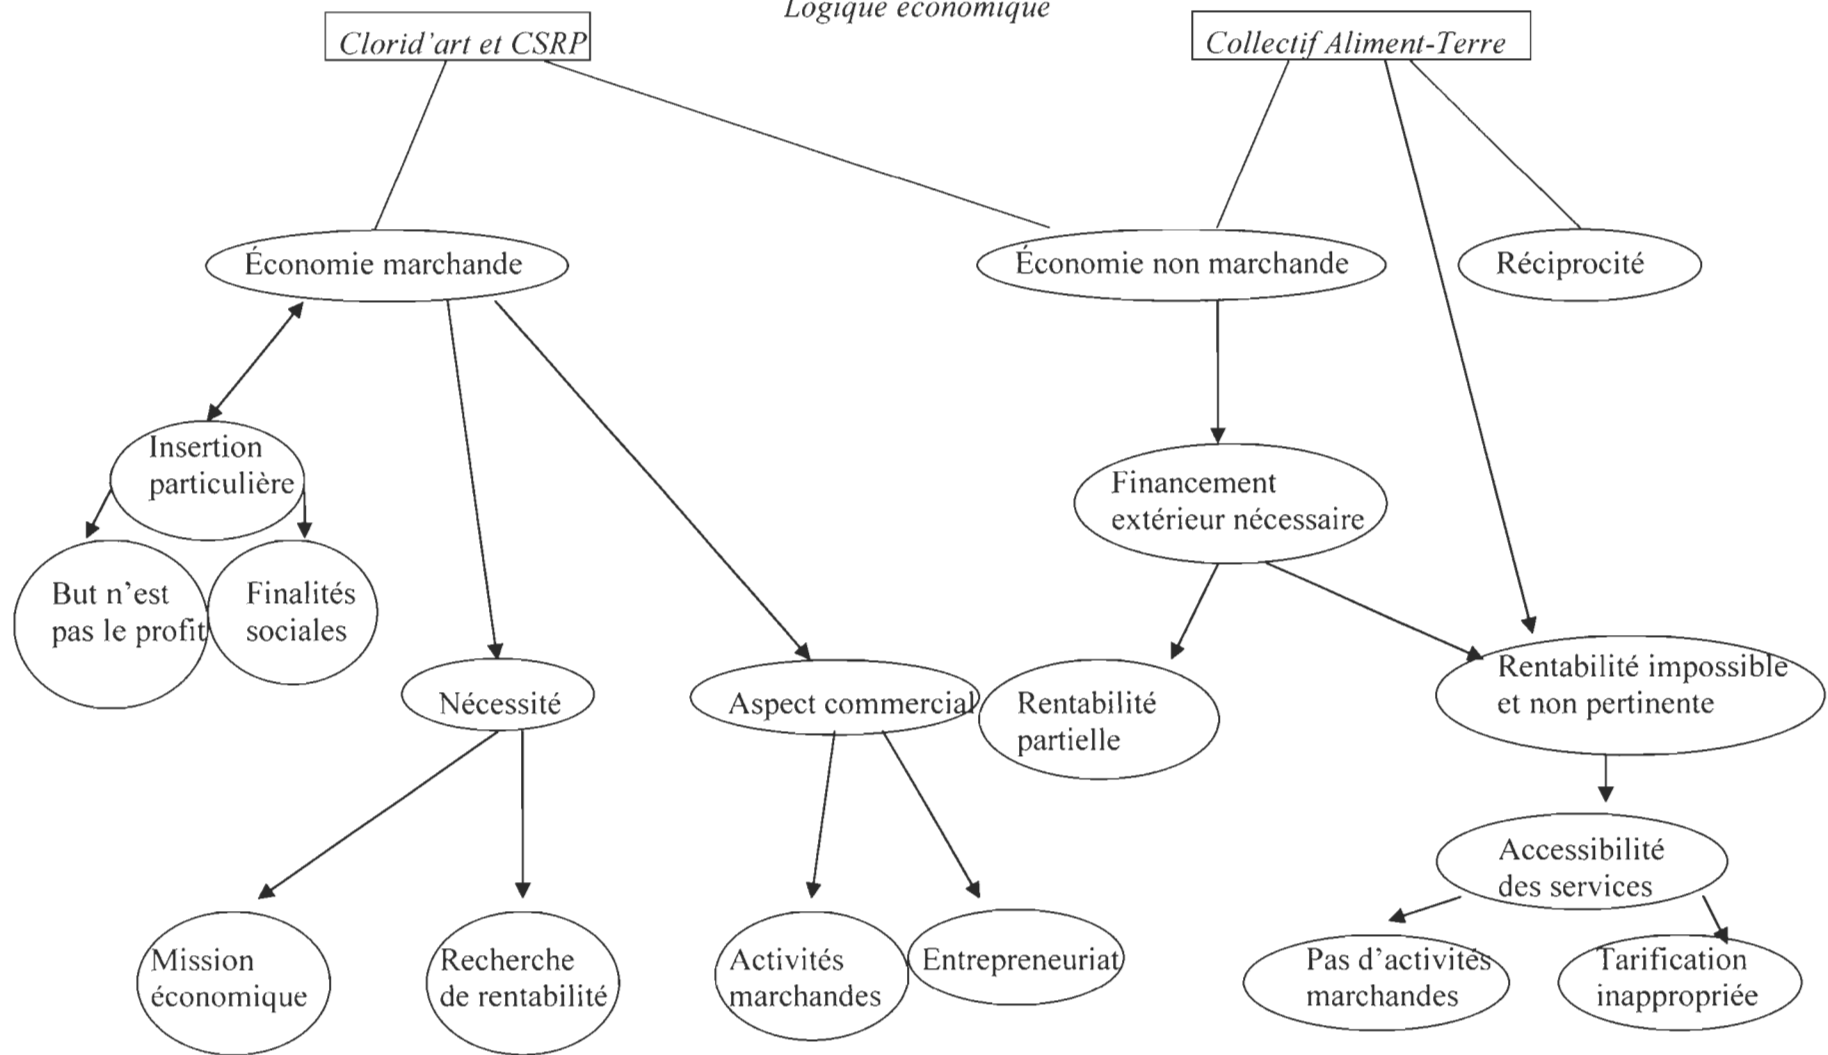 Logique économique
Clorid'art et CSRP
Collectif Aliment-Terre
Économie marchande
Économie non marchande
Réciprocité
Insertion
particulière
Financement
extérieur nécessaire
But n'est
pas le profit
Finalités
sociales
Nécessité
Aspect commercial
Rentabilité
partielle
Rentabilité impossible
et non pertinente
Accessibilité
des services
Mission
économique
Recherche
de rentabilité
Activités
marchandes
Entrepreneuriat
Pas d'activités
marchandes
Tarification
inappropriée